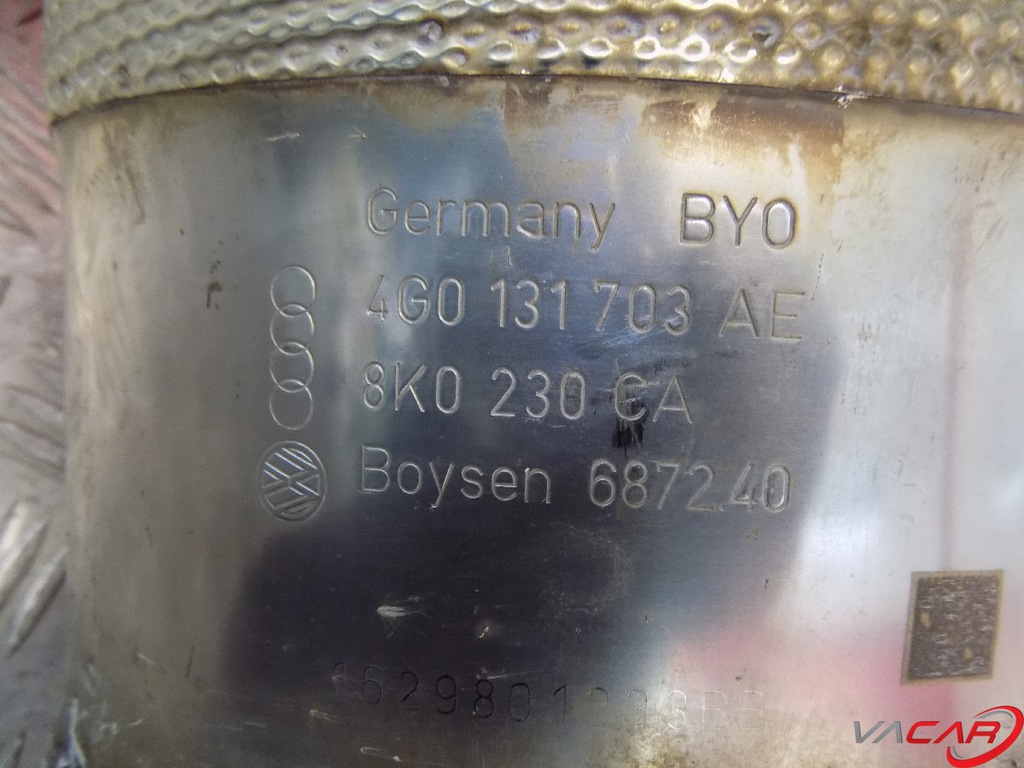 Germany BYO
4G0 131 703 AE
8K0 230 CA
Boysen 6872.40
VACAR